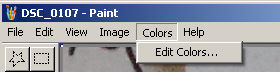 DSC_0107 - Paint
File Edit View Image Colors Help
Edit Colors...